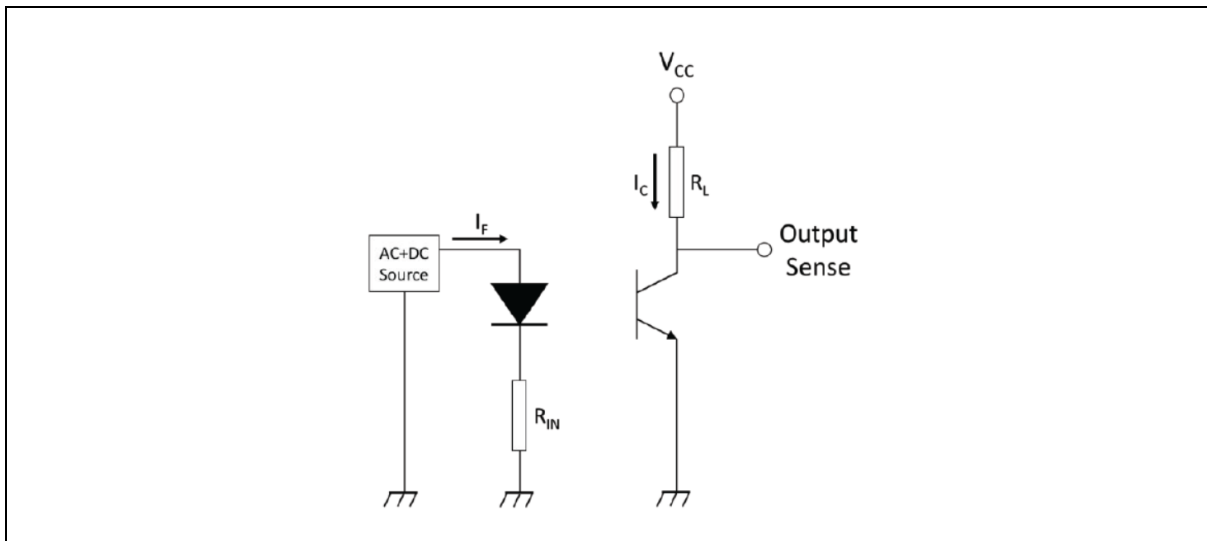 V_CC
I_C
R_L
Output
Sense
I_F
AC+DC
Source
R_IN